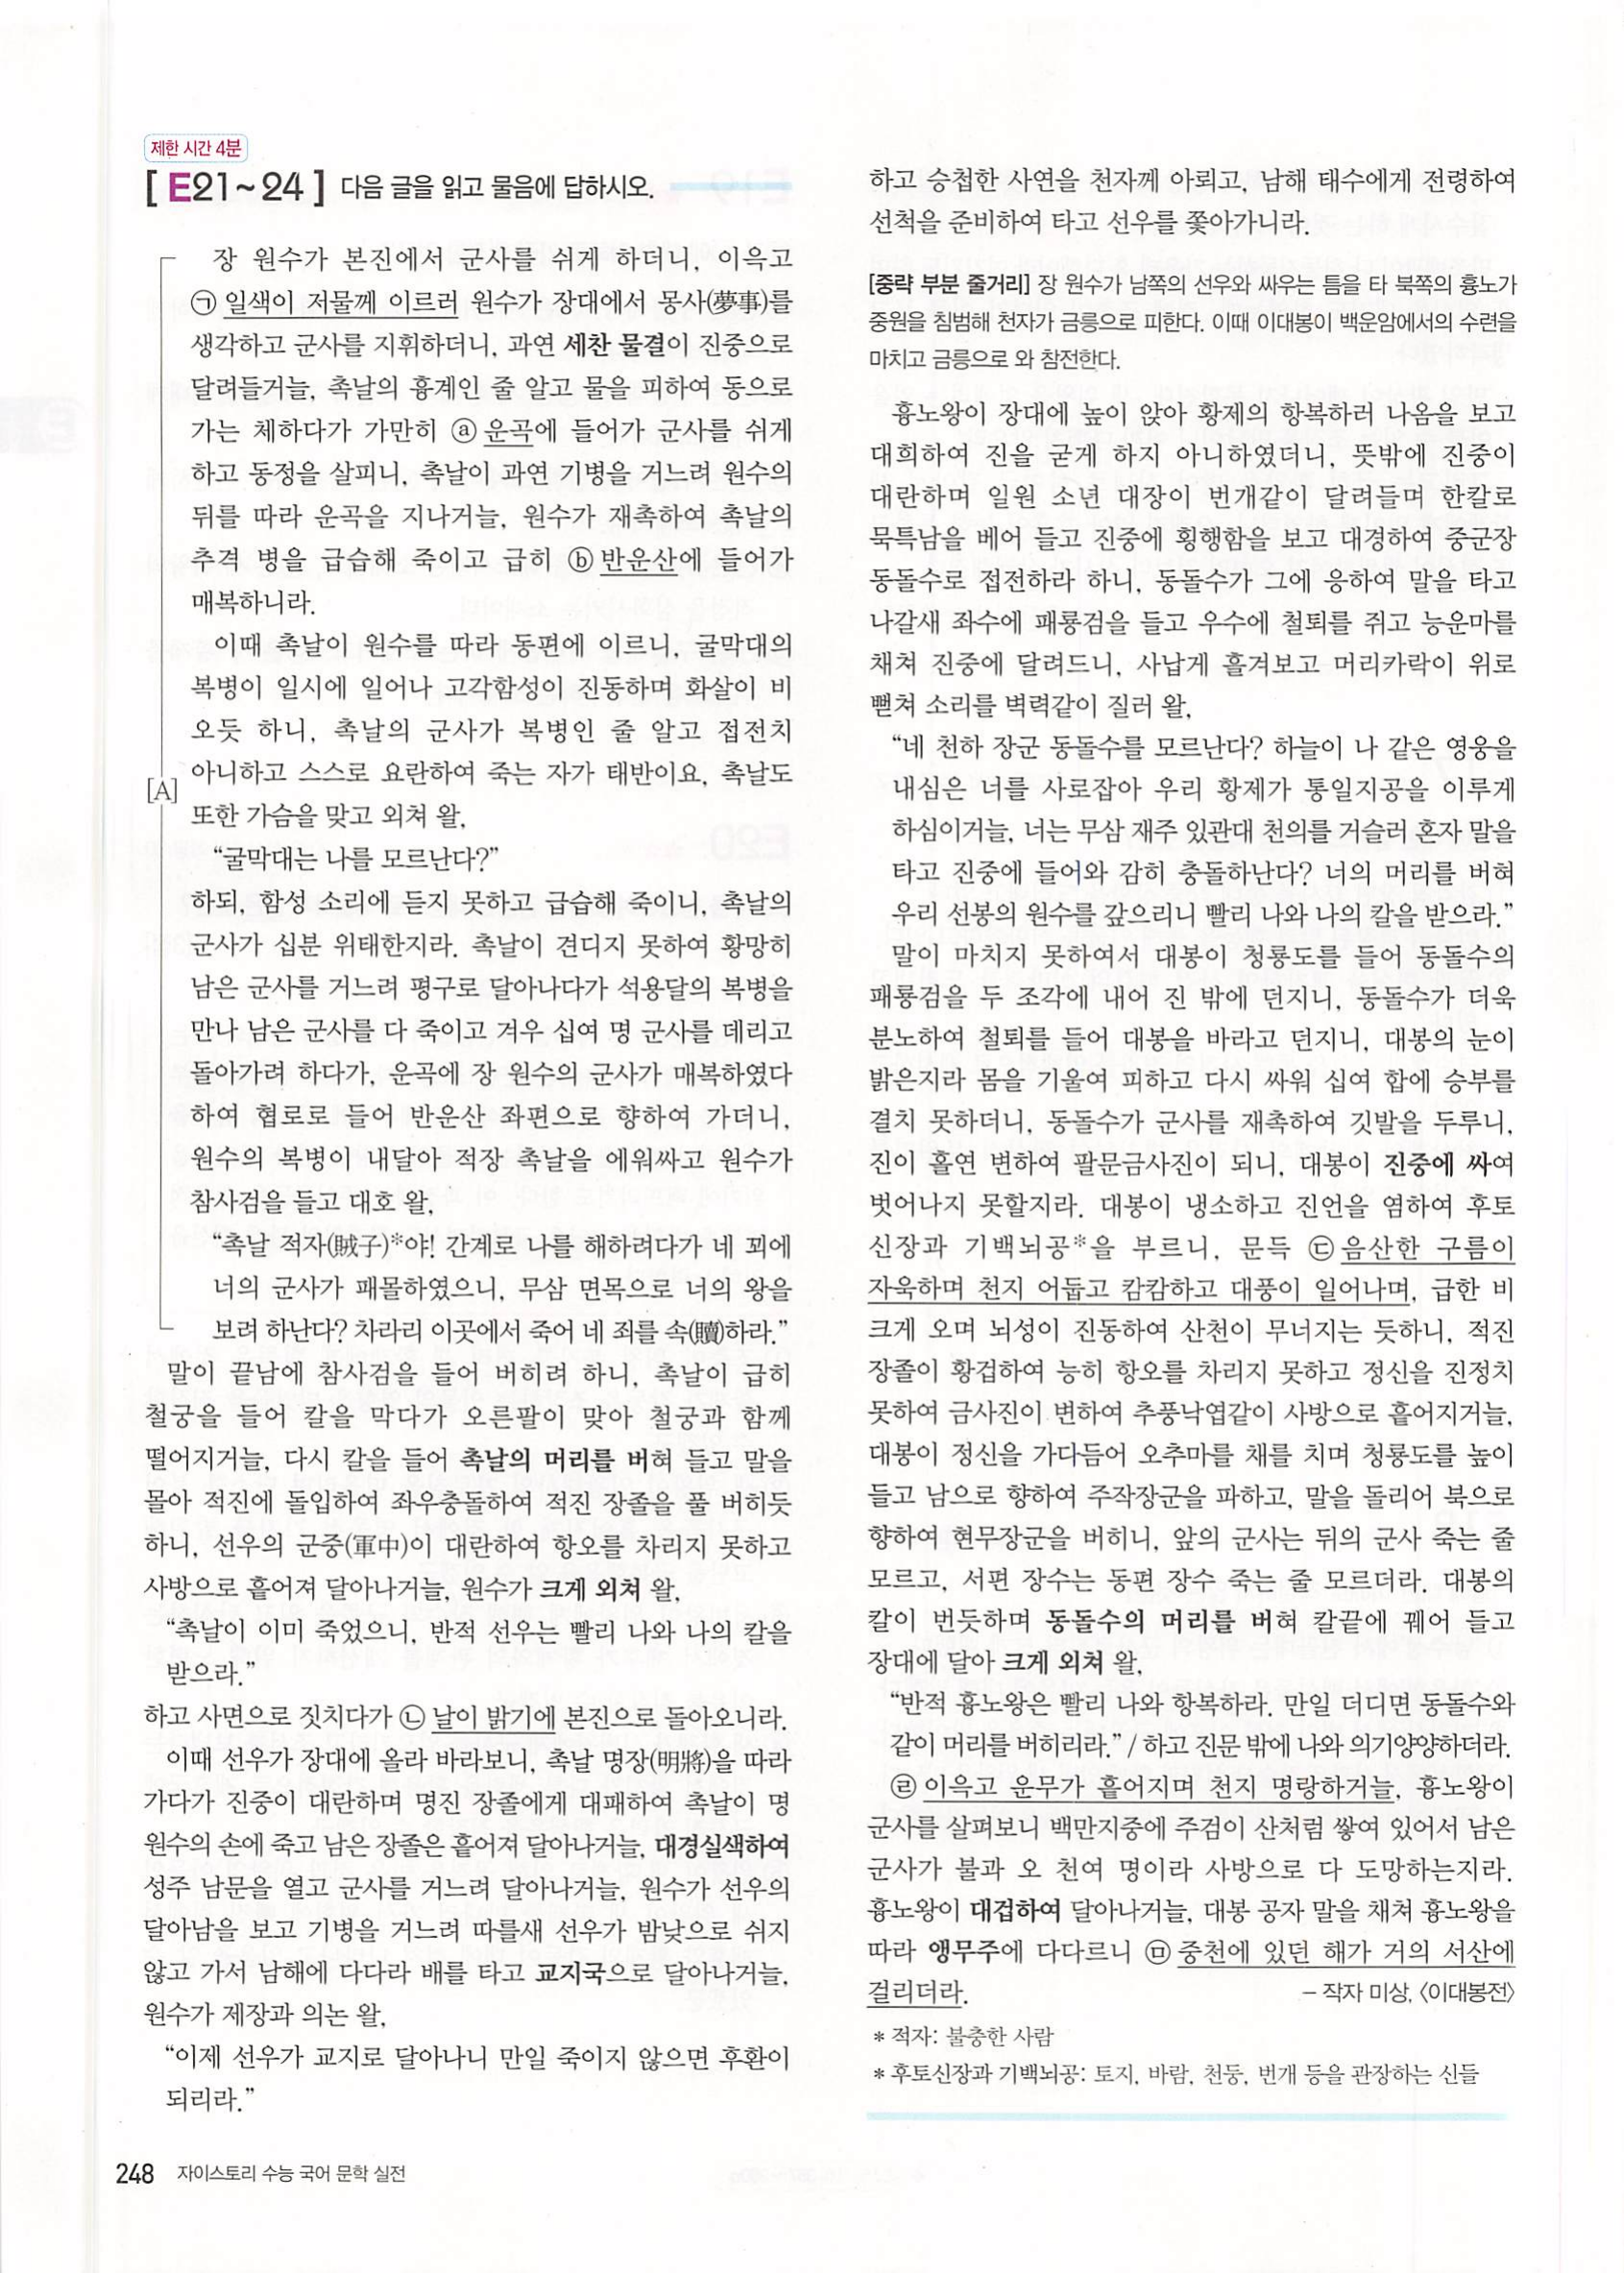 제한 시간 4분
[ E21~24 ] 다음 글을 읽고 물음에 답하시오.
장 원수가 본진에서 군사를 쉬게 하더니, 이윽고
㉠ 일색이 저물께 이르러 원수가 장대에서 몽사(夢事)를
생각하고 군사를 지휘하더니, 과연 세찬 물결이 진중으로
달려들거늘, 촉날의 흉계인 줄 알고 물을 피하여 동으로
가는 체하다가 가만히 ⓐ 운곡에 들어가 군사를 쉬게
하고 동정을 살피니, 촉날이 과연 기병을 거느려 원수의
뒤를 따라 운곡을 지나거늘, 원수가 재촉하여 촉날의
추격 병을 급습해 죽이고 급히 ⓑ 반운산에 들어가
매복하니라.
이때 촉날이 원수를 따라 동편에 이르니, 굴막대의
복병이 일시에 일어나 고각함성이 진동하며 화살이 비
오듯 하니, 촉날의 군사가 복병인 줄 알고 접전치
아니하고 스스로 요란하여 죽는 자가 태반이요, 촉날도
[A]
또한 가슴을 맞고 외쳐 왈,
“굴막대는 나를 모르난다?”
하되, 함성 소리에 듣지 못하고 급습해 죽이니, 촉날의
군사가 십분 위태한지라. 촉날이 견디지 못하여 황망히
남은 군사를 거느려 평구로 달아나다가 석용달의 복병을
만나 남은 군사를 다 죽이고 겨우 십여 명 군사를 데리고
돌아가려 하다가, 운곡에 장 원수의 군사가 매복하였다
하여 협로로 들어 반운산 좌편으로 향하여 가더니,
원수의 복병이 내달아 적장 촉날을 에워싸고 원수가
참사검을 들고 대호 왈,
“촉날 적자(賊子)*야! 간계로 나를 해하려다가 네 꾀에
너의 군사가 패몰하였으니, 무삼 면목으로 너의 왕을
보려 하난다? 차라리 이곳에서 죽어 네 죄를 속(贖)하라.”
말이 끝남에 참사검을 들어 버히려 하니, 촉날이 급히
철궁을 들어 칼을 막다가 오른팔이 맞아 철궁과 함께
떨어지거늘, 다시 칼을 들어 촉날의 머리를 버혀 들고 말을
몰아 적진에 돌입하여 좌우충돌하여 적진 장졸을 풀 버히듯
하니, 선우의 군중(軍中)이 대란하여 항오를 차리지 못하고
사방으로 흩어져 달아나거늘, 원수가 크게 외쳐 왈,
“촉날이 이미 죽었으니, 반적 선우는 빨리 나와 나의 칼을
받으라.”
하고 사면으로 짓치다가 ㉡ 날이 밝기에 본진으로 돌아오니라.
이때 선우가 장대에 올라 바라보니, 촉날 명장(明將)을 따라
가다가 진중이 대란하며 명진 장졸에게 대패하여 촉날이 명
원수의 손에 죽고 남은 장졸은 흩어져 달아나거늘, 대경실색하여
성주 남문을 열고 군사를 거느려 달아나거늘, 원수가 선우의
달아남을 보고 기병을 거느려 따를새 선우가 밤낮으로 쉬지
않고 가서 남해에 다다라 배를 타고 교지국으로 달아나거늘,
원수가 제장과 의논 왈,
“이제 선우가 교지로 달아나니 만일 죽이지 않으면 후환이
되리라.”
248 자이스토리 수능 국어 문학 실전
하고 승첩한 사연을 천자께 아뢰고, 남해 태수에게 전령하여
선척을 준비하여 타고 선우를 쫓아가니라.
[중략 부분 줄거리] 장 원수가 남쪽의 선우와 싸우는 틈을 타 북쪽의 흉노가
중원을 침범해 천자가 금릉으로 피한다. 이때 이대봉이 백운암에서의 수련을
마치고 금릉으로 와 참전한다.
흉노왕이 장대에 높이 앉아 황제의 항복하러 나옴을 보고
대희하여 진을 굳게 하지 아니하였더니, 뜻밖에 진중이
대란하며 일원 소년 대장이 번개같이 달려들며 한칼로
묵특남을 베어 들고 진중에 횡행함을 보고 대경하여 중군장
동돌수로 접전하라 하니, 동돌수가 그에 응하여 말을 타고
나갈새 좌수에 패룡검을 들고 우수에 철퇴를 쥐고 능운마를
채쳐 진중에 달려드니, 사납게 흘겨보고 머리카락이 위로
뻗쳐 소리를 벽력같이 질러 왈,
“네 천하 장군 동돌수를 모르난다? 하늘이 나 같은 영웅을
내심은 너를 사로잡아 우리 황제가 통일지공을 이루게
하심이거늘, 너는 무삼 재주 있관대 천의를 거슬러 혼자 말을
타고 진중에 들어와 감히 충돌하난다? 너의 머리를 버혀
우리 선봉의 원수를 갚으리니 빨리 나와 나의 칼을 받으라.”
말이 마치지 못하여서 대봉이 청룡도를 들어 동돌수의
패룡검을 두 조각에 내어 진 밖에 던지니, 동돌수가 더욱
분노하여 철퇴를 들어 대봉을 바라고 던지니, 대봉의 눈이
밝은지라 몸을 기울여 피하고 다시 싸워 십여 합에 승부를
결치 못하더니, 동돌수가 군사를 재촉하여 깃발을 두루니,
진이 홀연 변하여 팔문금사진이 되니, 대봉이 진중에 싸여
벗어나지 못할지라. 대봉이 냉소하고 진언을 염하여 후토
신장과 기백뇌공*을 부르니, 문득 ㉢ 음산한 구름이
자욱하며 천지 어둡고 캄캄하고 대풍이 일어나며, 급한 비
크게 오며 뇌성이 진동하여 산천이 무너지는 듯하니, 적진
장졸이 황겁하여 능히 항오를 차리지 못하고 정신을 진정치
못하여 금사진이 변하여 추풍낙엽같이 사방으로 흩어지거늘,
대봉이 정신을 가다듬어 오추마를 채를 치며 청룡도를 높이
들고 남으로 향하여 주작장군을 파하고, 말을 돌리어 북으로
향하여 현무장군을 버히니, 앞의 군사는 뒤의 군사 죽는 줄
모르고, 서편 장수는 동편 장수 죽는 줄 모르더라. 대봉의
칼이 번듯하며 동돌수의 머리를 버혀 칼끝에 꿰어 들고
장대에 달아 크게 외쳐 왈,
“반적 흉노왕은 빨리 나와 항복하라. 만일 더디면 동돌수와
같이 머리를 버히리라.” / 하고 진문 밖에 나와 의기양양하더라.
㉣ 이윽고 운무가 흩어지며 천지 명랑하거늘, 흉노왕이
군사를 살펴보니 백만지중에 주검이 산처럼 쌓여 있어서 남은
군사가 불과 오 천여 명이라 사방으로 다 도망하는지라.
흉노왕이 대겁하여 달아나거늘, 대봉 공자 말을 채쳐 흉노왕을
따라 앵무주에 다다르니 ㉤ 중천에 있던 해가 거의 서산에
걸리더라.
- 작자 미상, 〈이대봉전〉
* 적자: 불충한 사람
* 후토신장과 기백뇌공: 토지, 바람, 천둥, 번개 등을 관장하는 신들